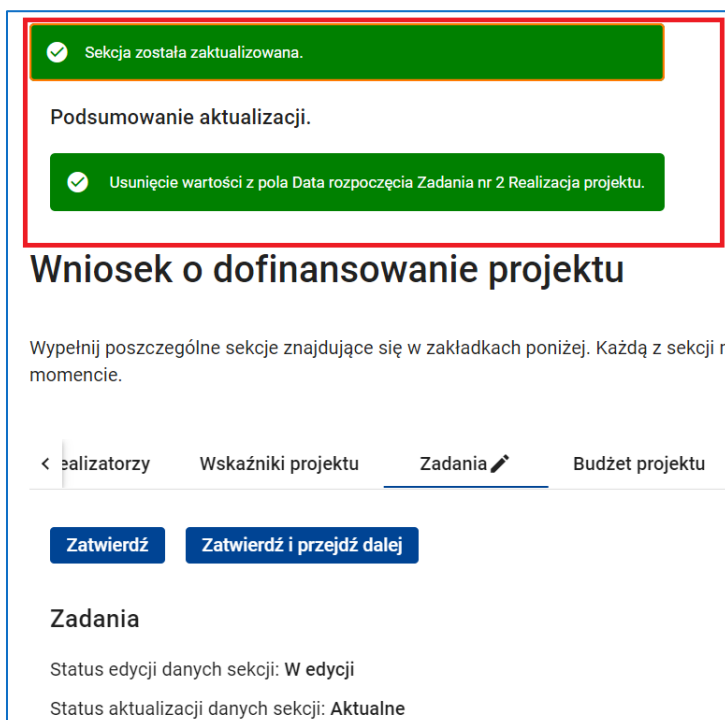 Sekcja została zaktualizowana.
Podsumowanie aktualizacji.
Usunięcie wartości z pola Data rozpoczęcia Zadania nr 2 Realizacja projektu.
Wniosek o dofinansowanie projektu
Wypełnij poszczególne sekcje znajdujące się w zakładkach poniżej. Każdą z sekcji
momencie.
ealizatorzy Wskaźniki projektu Zadania Budżet projektu
Zatwierdź Zatwierdź i przejdź dalej
Zadania
Status edycji danych sekcji: W edycji
Status aktualizacji danych sekcji: Aktualne